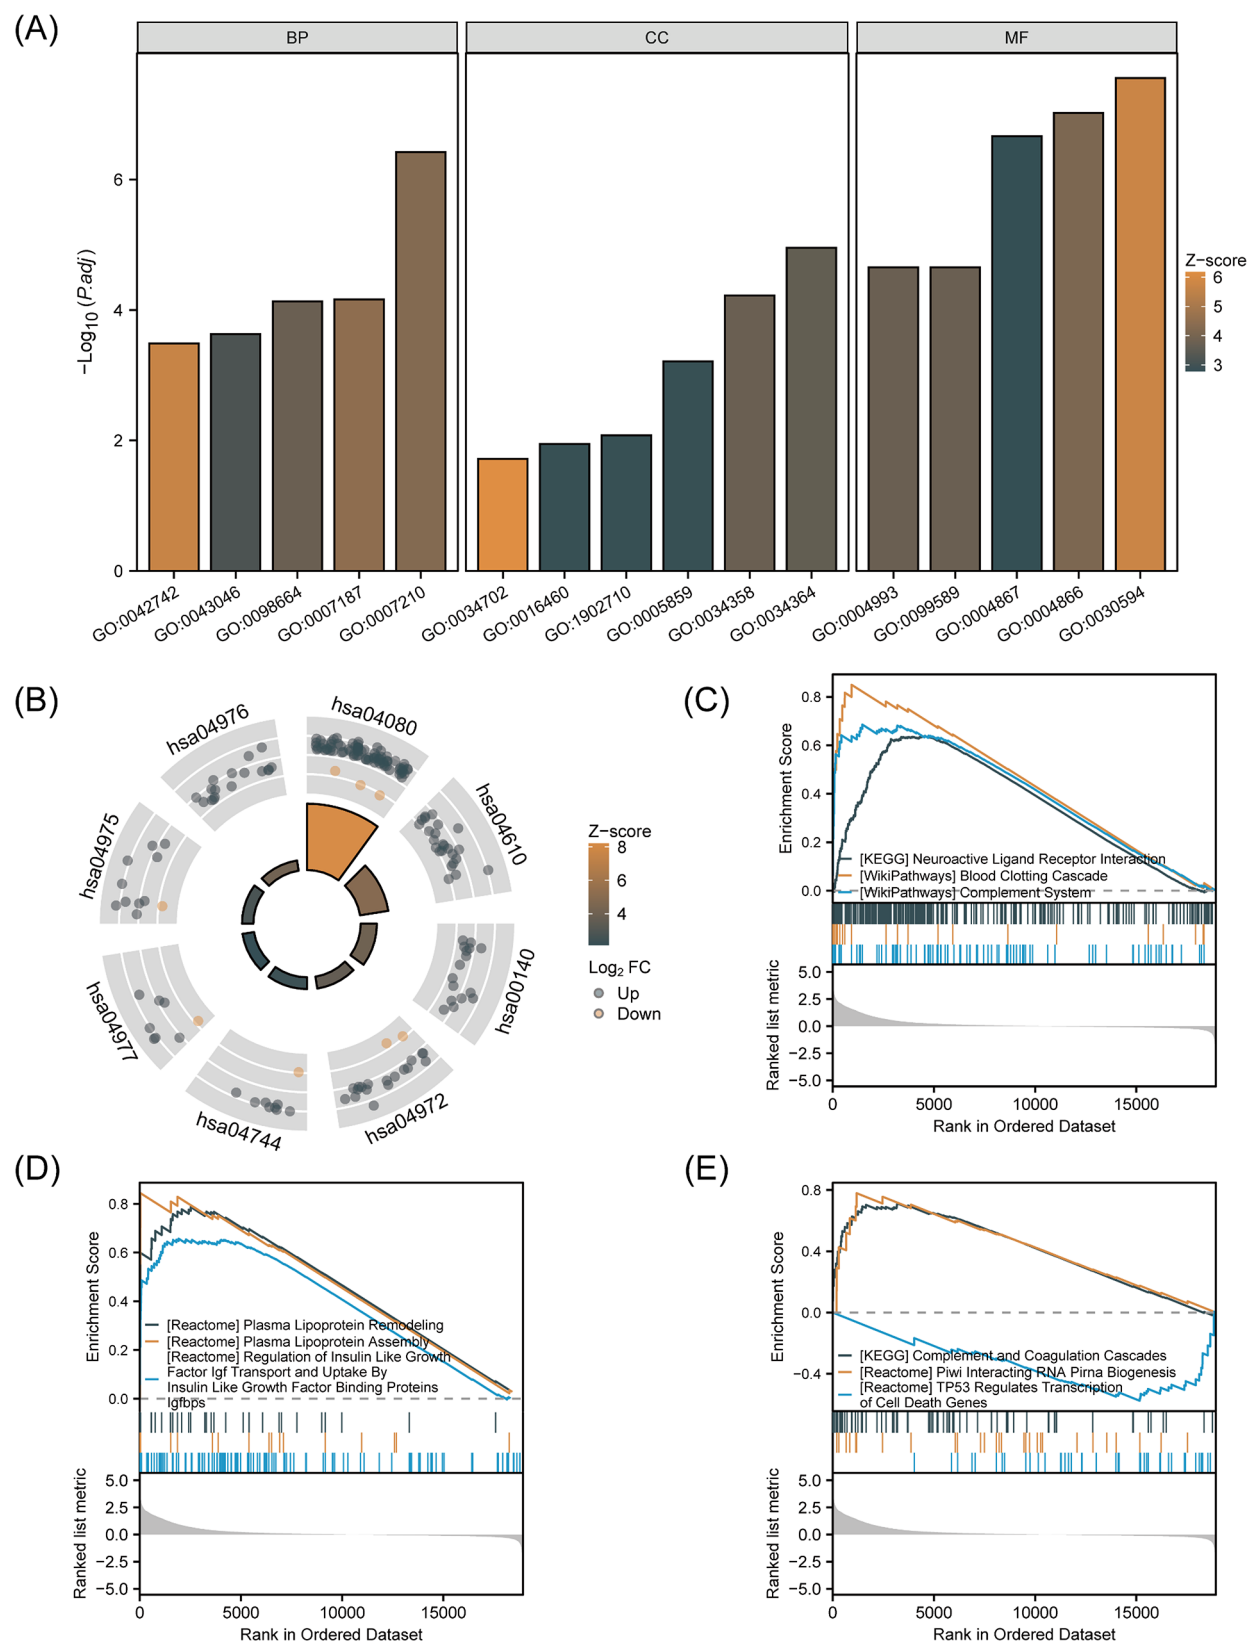 (A)
BP
CC
MF
6
4
2
0
−Log10 (P.adj)
GO:0042742
GO:0043046
GO:0098664
GO:0007187
GO:0007210
GO:0034702
GO:0016460
GO:1902710
GO:0005859
GO:0034358
GO:0034364
GO:0004993
GO:0099589
GO:0004867
GO:0004866
GO:0030594
Z−score
6
5
4
3
(B)
hsa04080
hsa04610
hsa00140
hsa04972
hsa04744
hsa04977
hsa04975
hsa04976
Z−score
8
6
4
Log2 FC
Up
Down
(C)
Enrichment Score
0.8
0.6
0.4
0.2
0.0
[KEGG] Neuroactive Ligand Receptor Interaction
[WikiPathways] Blood Clotting Cascade
[WikiPathways] Complement System
Ranked list metric
5.0
2.5
0.0
−2.5
−5.0
0
5000
10000
15000
Rank in Ordered Dataset
(D)
Enrichment Score
0.8
0.6
0.4
0.2
0.0
[Reactome] Plasma Lipoprotein Remodeling
[Reactome] Plasma Lipoprotein Assembly
[Reactome] Regulation of Insulin Like Growth
Factor Igf Transport and Uptake By
Insulin Like Growth Factor Binding Proteins
Igfbps
Ranked list metric
5.0
2.5
0.0
−2.5
−5.0
0
5000
10000
15000
Rank in Ordered Dataset
(E)
Enrichment Score
0.8
0.4
0.0
−0.4
[KEGG] Complement and Coagulation Cascades
[Reactome] Piwi Interacting RNA Pirna Biogenesis
[Reactome] TP53 Regulates Transcription
of Cell Death Genes
Ranked list metric
5.0
2.5
0.0
−2.5
−5.0
0
5000
10000
15000
Rank in Ordered Dataset